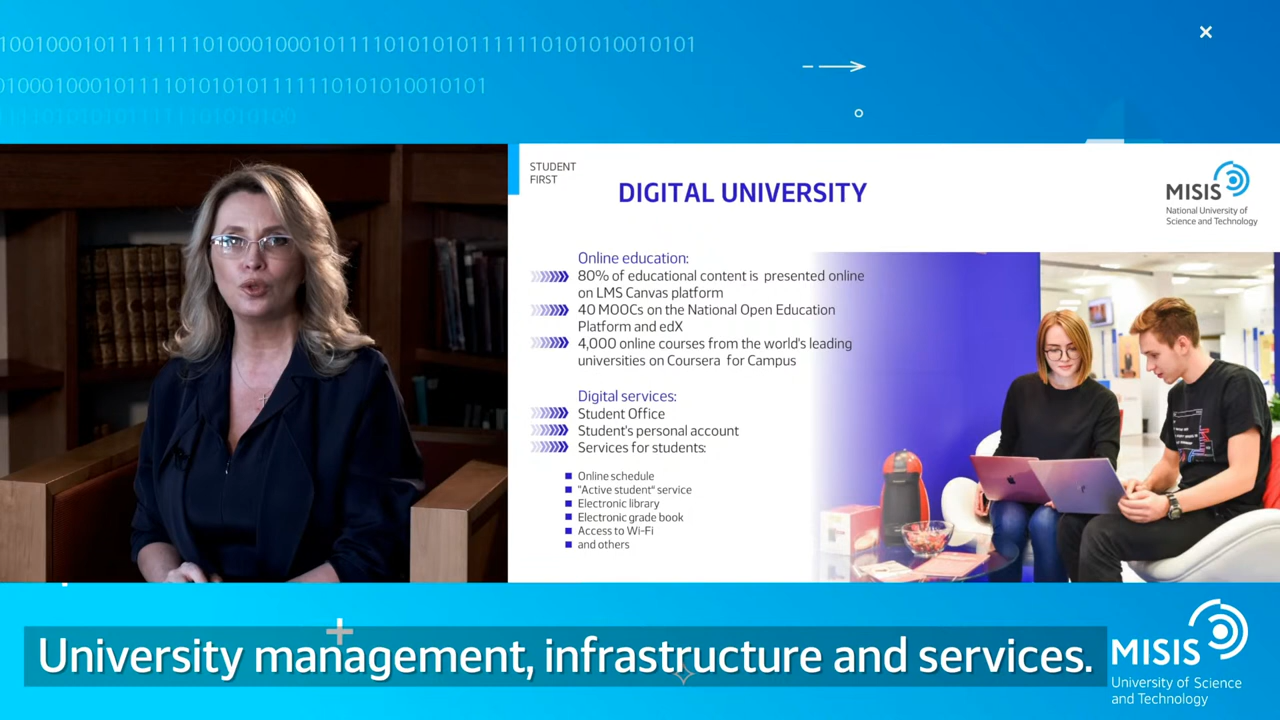 10010001011111111010001000101111010101011111101010100101​01
01000100010111101010101111110101010010101
STUDENT
FIRST
DIGITAL UNIVERSITY
MISIS
National University of
Science and Technology
Online education:
80% of educational content is presented online
on LMS Canvas platform
40 MOOCs on the National Open Education
Platform and edX
4,000 online courses from the world's leading
universities on Coursera for Campus
Digital services:
Student Office
Student's personal account
Services for students:
Online schedule
"Active student" service
Electronic library
Electronic grade book
Access to Wi-Fi
and others
University management, infrastructure and services.
MISIS
University of Science
and Technology